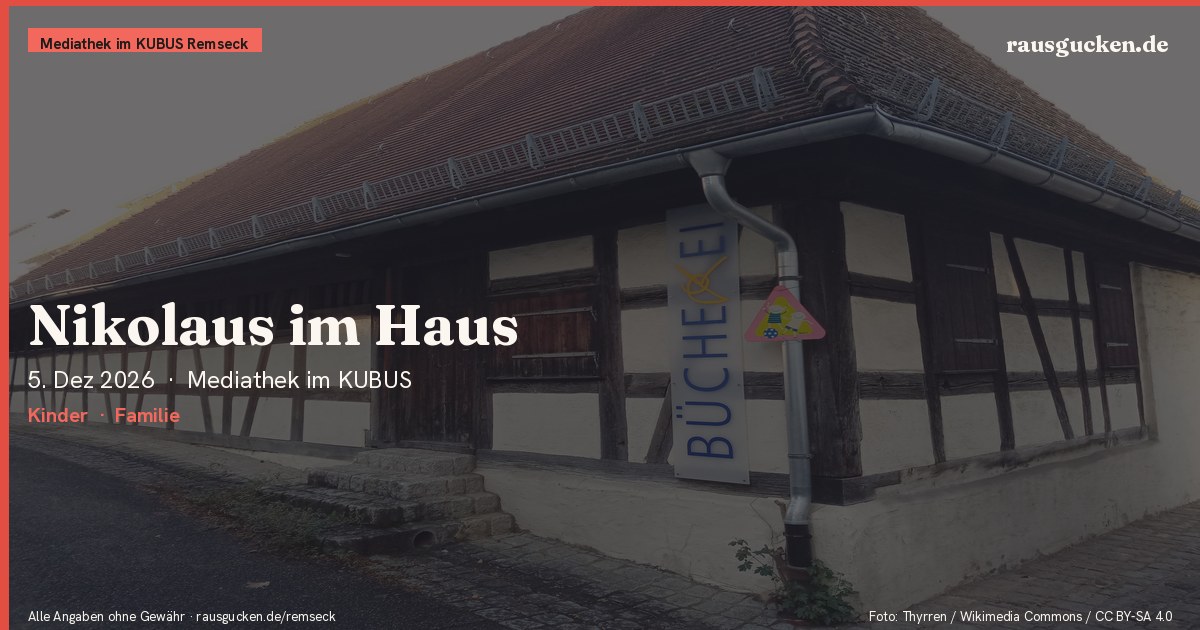 Mediathek im KUBUS Remseck
rausgucken.de
BÜCHEREI
Nikolaus im Haus
5. Dez 2026 · Mediathek im KUBUS
Kinder · Familie
Alle Angaben ohne Gewähr · rausgucken.de/remseck
Foto: Thyrren / Wikimedia Commons / CC BY-SA 4.0